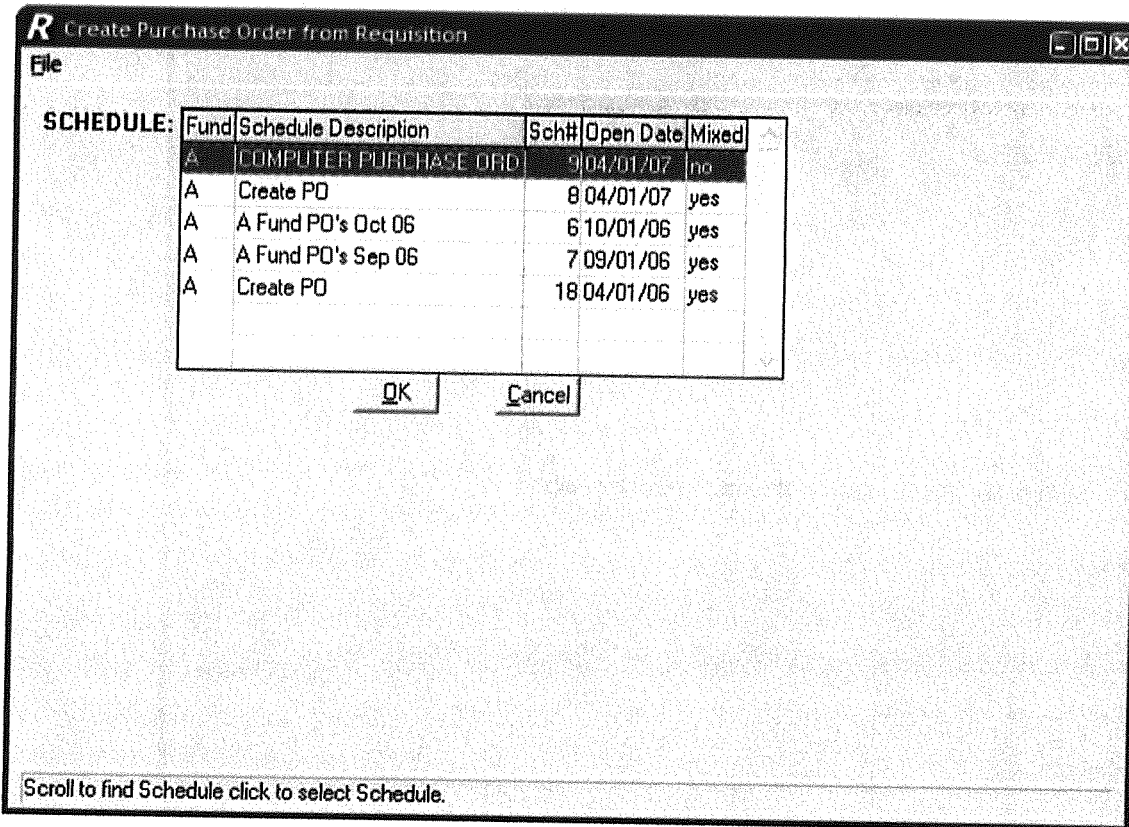 R Create Purchase Order from Requisition
File
SCHEDULE: Fund Schedule Description Sch# Open Date Mixed
A COMPUTER PURCHASE ORD 9 04/01/07 no
A Create PO 8 04/01/07 yes
A A Fund PO's Oct 06 6 10/01/06 yes
A A Fund PO's Sep 06 7 09/01/06 yes
A Create PO 18 04/01/06 yes
OK Cancel
Scroll to find Schedule click to select Schedule.